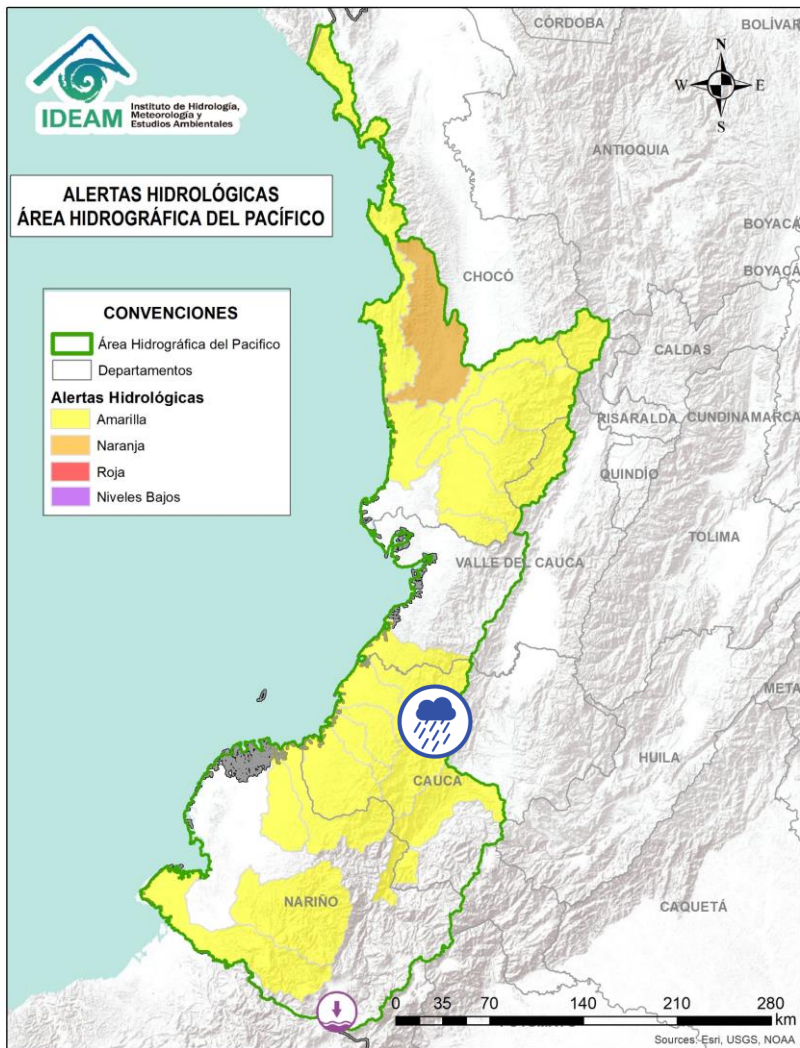 CÓRDOBA
BOLÍVAR
IDEAM
Instituto de Hidrología,
Meteorología y
Estudios Ambientales
N
W
E
S
ANTIOQUIA
ALERTAS HIDROLÓGICAS
ÁREA HIDROGRÁFICA DEL PACÍFICO
BOYACÁ
BOYACÁ
CHOCÓ
CONVENCIONES
Área Hidrográfica del Pacifico
Departamentos
Alertas Hidrológicas
Amarilla
Naranja
Roja
Niveles Bajos
CALDAS
RISARALDA
CUNDINAMARCA
QUINDÍO
TOLIMA
VALLE DEL CAUCA
META
HUILA
CAUCA
NARIÑO
CAQUETÁ
0 35 70 140 210 280
km
Sources: Esri, USGS, NOAA